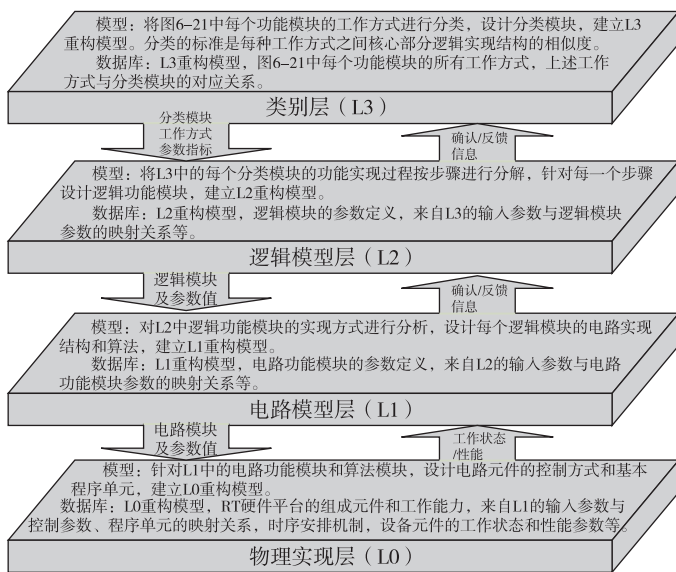 模型：将图6-21中每个功能模块的工作方式进行分类，设计分类模块，建立L3
重构模型。分类的标准是每种工作方式之间核心部分逻辑实现结构的相似度。
数据库：L3重构模型，图6-21中每个功能模块的所有工作方式，上述工作
方式与分类模块的对应关系。
类别层（L3）
分类模块
工作方式
参数指标
确认/反馈
信息
模型：将L3中的每个分类模块的功能实现过程按步骤进行分解，针对每一个步骤
设计逻辑功能模块，建立L2重构模型。
数据库：L2重构模型，逻辑模块的参数定义，来自L3的输入参数与逻辑模块
参数的映射关系等。
逻辑模型层（L2）
逻辑模块
及参数值
确认/反馈
信息
模型：对L2中逻辑功能模块的实现方式进行分析，设计每个逻辑模块的电路实现
结构和算法，建立L1重构模型。
数据库：L1重构模型，电路功能模块的参数定义，来自L2的输入参数与电路
功能模块参数的映射关系等。
电路模型层（L1）
电路模块
及参数值
工作状态
/性能
模型：针对L1中的电路功能模块和算法模块，设计电路元件的控制方式和基本
程序单元，建立L0重构模型。
数据库：L0重构模型，RT硬件平台的组成元件和工作能力，来自L1的输入参数与
控制参数、程序单元的映射关系，时序安排机制，设备元件的工作状态和性能参数等。
物理实现层（L0）